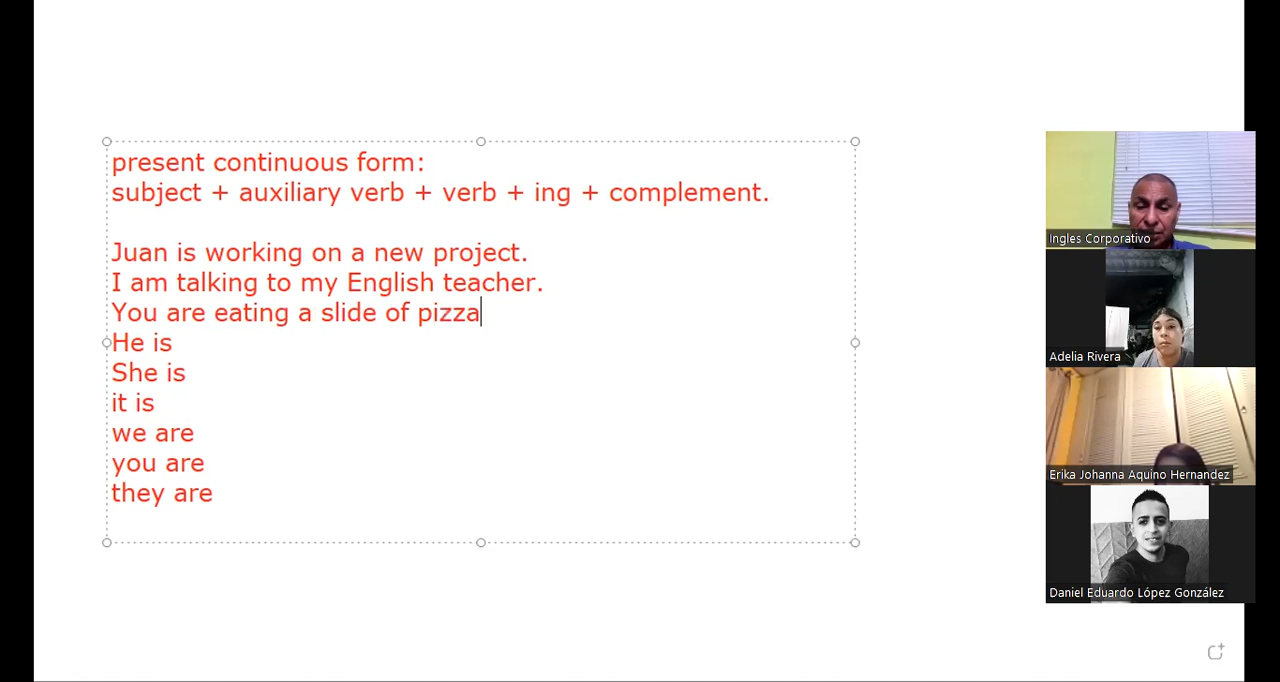 present continuous form:
subject + auxiliary verb + verb + ing + complement.
Juan is working on a new project.
I am talking to my English teacher.
You are eating a slide of pizza
He is
She is
it is
we are
you are
they are
Ingles Corporativo
Adelia Rivera
Erika Johanna Aquino Hernandez
Daniel Eduardo López González